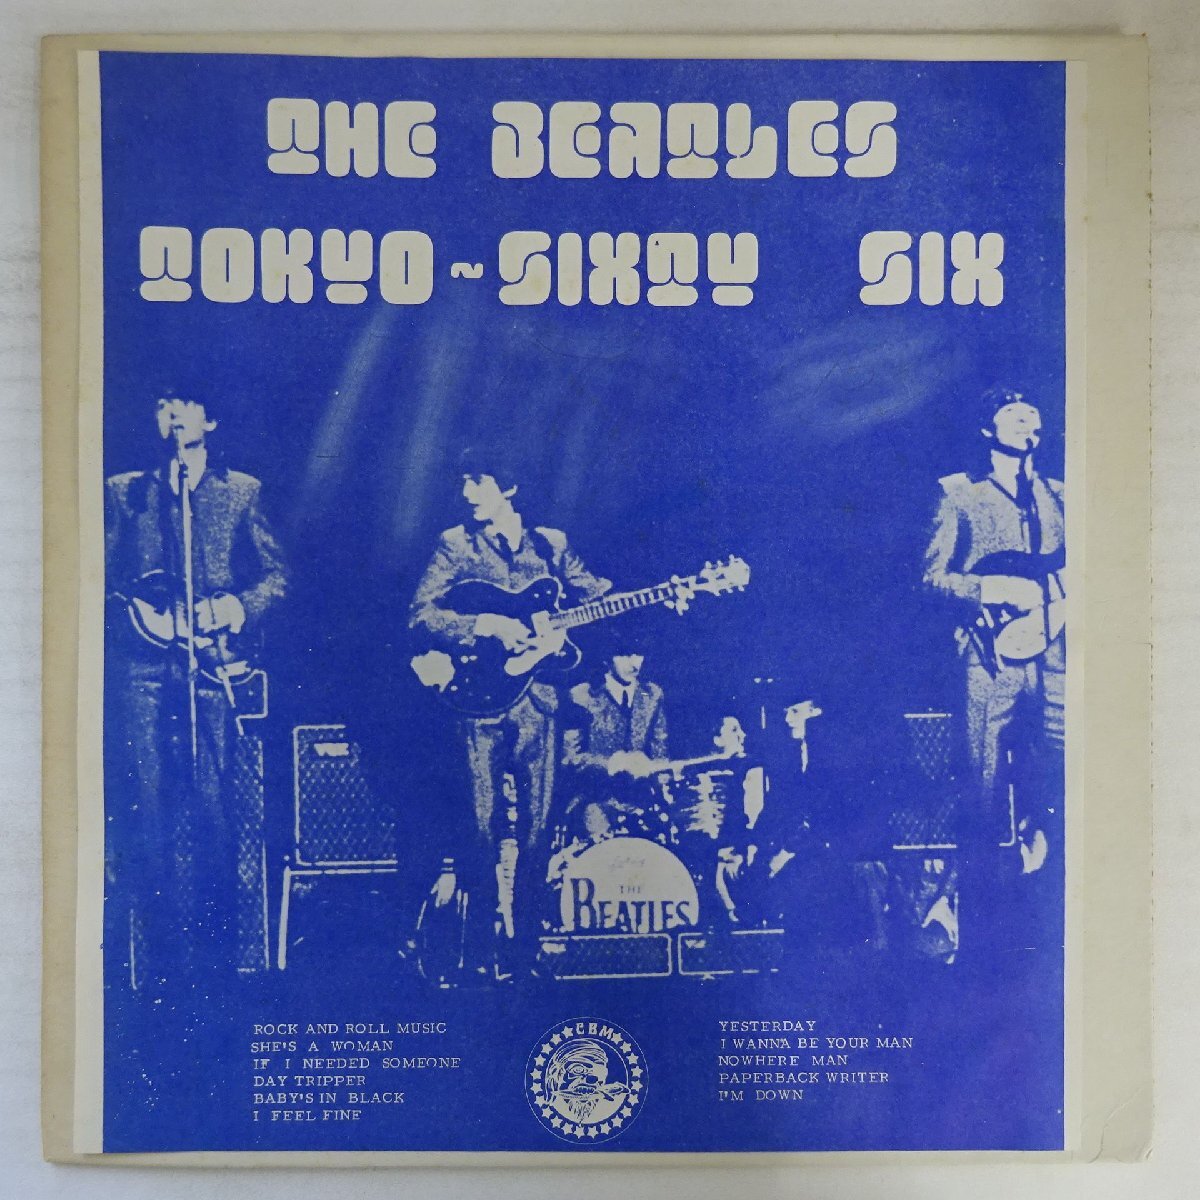 THE BEATLES
TOKYO ~ SIXTY SIX
THE
BEATLES
ROCK AND ROLL MUSIC
SHE'S A WOMAN
IF I NEEDED SOMEONE
DAY TRIPPER
BABY'S IN BLACK
I FEEL FINE
CBM
YESTERDAY
I WANNA BE YOUR MAN
NOWHERE MAN
PAPERBACK WRITER
I'M DOWN